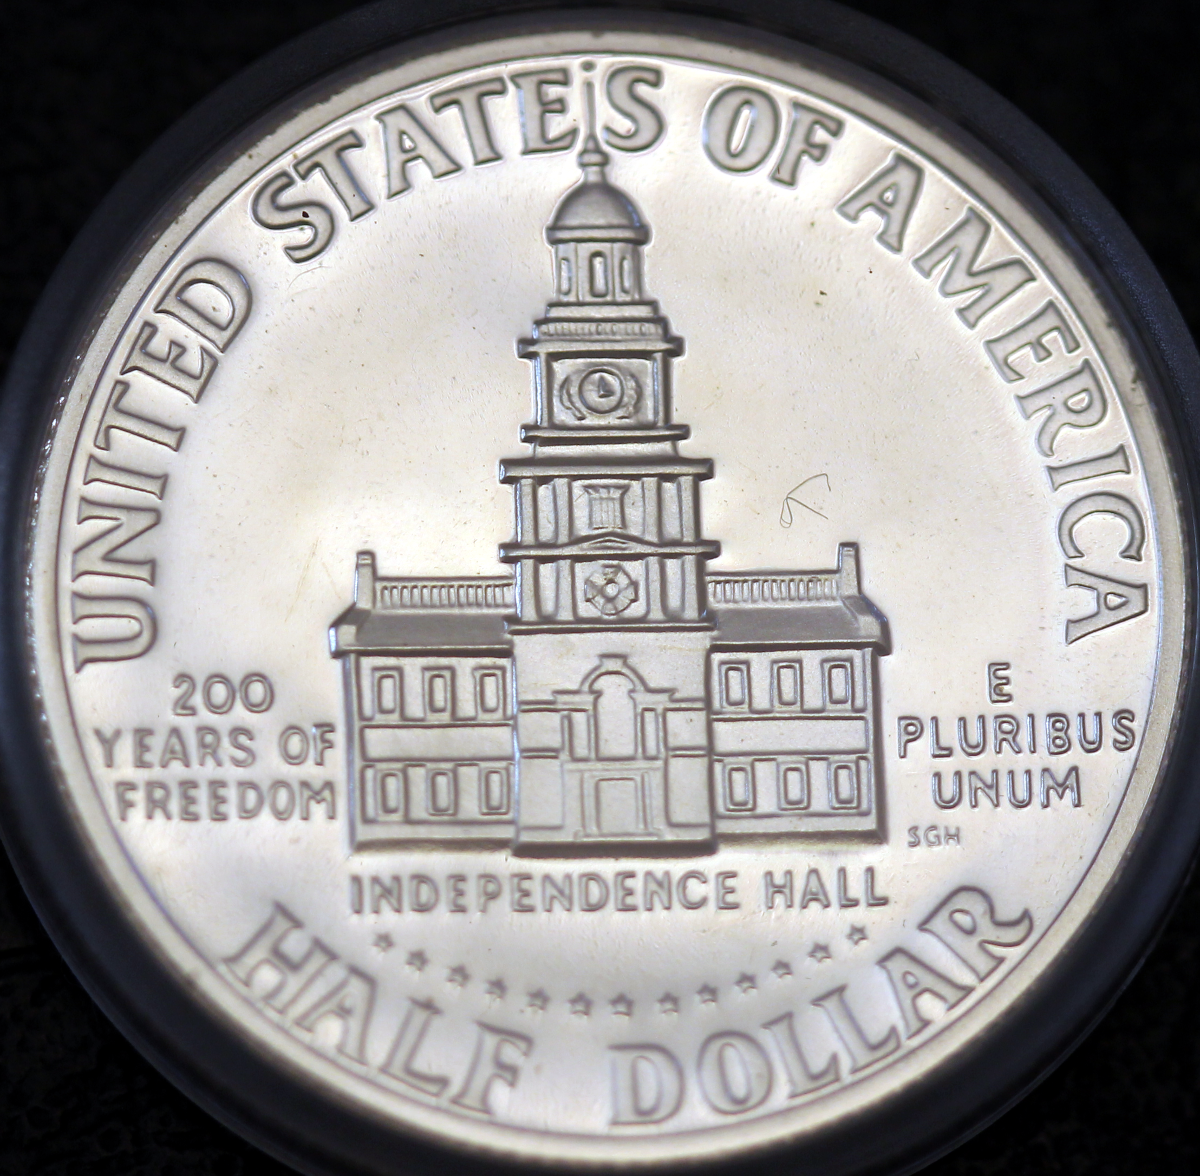 UNITED STATES OF AMERICA
200
YEARS OF
FREEDOM
E
PLURIBUS
UNUM
SGH
INDEPENDENCE HALL
HALF DOLLAR